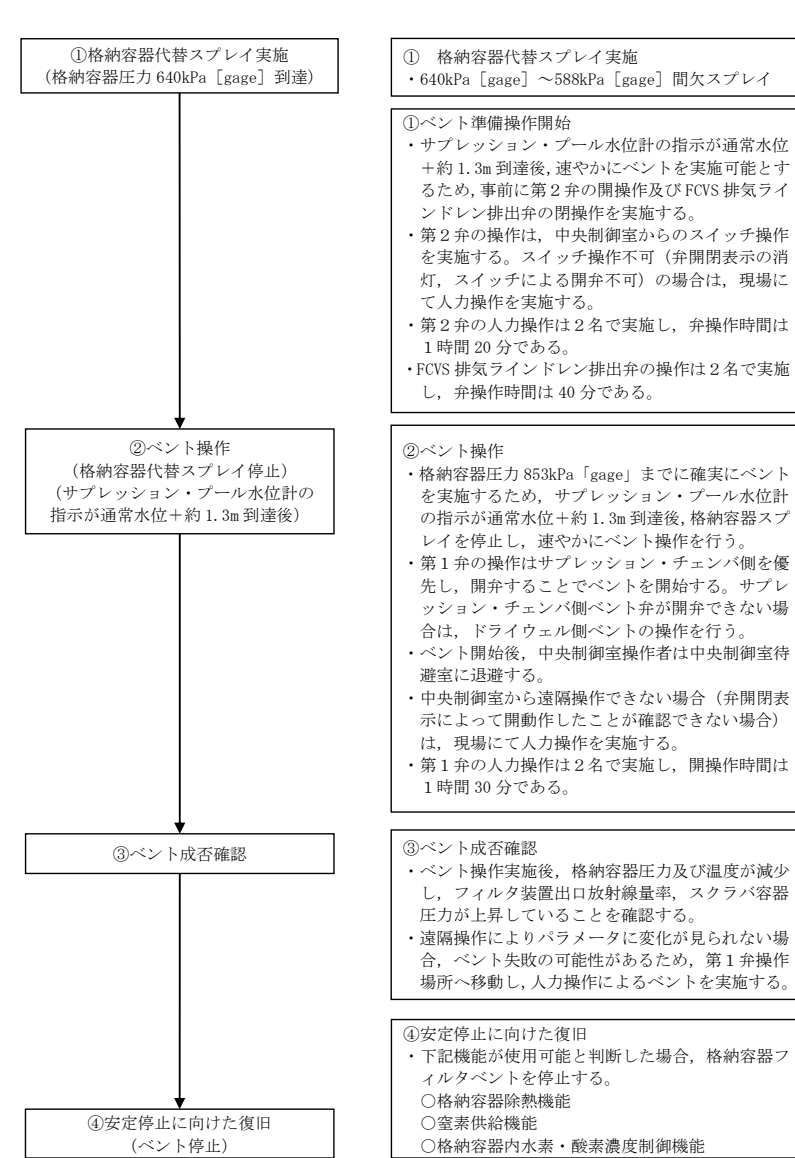 ①格納容器代替スプレイ実施
(格納容器圧力 640kPa［gage］到達)
① 格納容器代替スプレイ実施
・640kPa［gage］～588kPa［gage］間欠スプレイ
①ベント準備操作開始
・サプレッション・プール水位計の指示が通常水位
＋約 1.3m 到達後,速やかにベントを実施可能とす
るため,事前に第２弁の開操作及び FCVS 排気ライ
ンドレン排出弁の閉操作を実施する。
・第２弁の操作は，中央制御室からのスイッチ操作
を実施する。スイッチ操作不可（弁開閉表示の消
灯，スイッチによる開弁不可）の場合は，現場に
て人力操作を実施する。
・第２弁の人力操作は２名で実施し，弁操作時間は
１時間 20 分である。
・FCVS 排気ラインドレン排出弁の操作は２名で実施
し，弁操作時間は 40 分である。
②ベント操作
（格納容器代替スプレイ停止）
（サプレッション・プール水位計の
指示が通常水位＋約 1.3m 到達後）
②ベント操作
・格納容器圧力 853kPa「gage」までに確実にベント
を実施するため，サプレッション・プール水位計
の指示が通常水位＋約 1.3m 到達後,格納容器スプ
レイを停止し，速やかにベント操作を行う。
・第１弁の操作はサプレッション・チェンバ側を優
先し，開弁することでベントを開始する。サプレ
ッション・チェンバ側ベント弁が開弁できない場
合は，ドライウェル側ベントの操作を行う。
・ベント開始後，中央制御室操作者は中央制御室待
避室に退避する。
・中央制御室から遠隔操作できない場合（弁開閉表
示によって開動作したことが確認できない場合）
は，現場にて人力操作を実施する。
・第１弁の人力操作は２名で実施し，開操作時間は
１時間 30 分である。
③ベント成否確認
③ベント成否確認
・ベント操作実施後，格納容器圧力及び温度が減少
し，フィルタ装置出口放射線量率，スクラバ容器
圧力が上昇していることを確認する。
・遠隔操作によりパラメータに変化が見られない場
合，ベント失敗の可能性があるため，第１弁操作
場所へ移動し,人力操作によるベントを実施する。
④安定停止に向けた復旧
（ベント停止）
④安定停止に向けた復旧
・下記機能が使用可能と判断した場合，格納容器フ
ィルタベントを停止する。
○格納容器除熱機能
○窒素供給機能
○格納容器内水素・酸素濃度制御機能